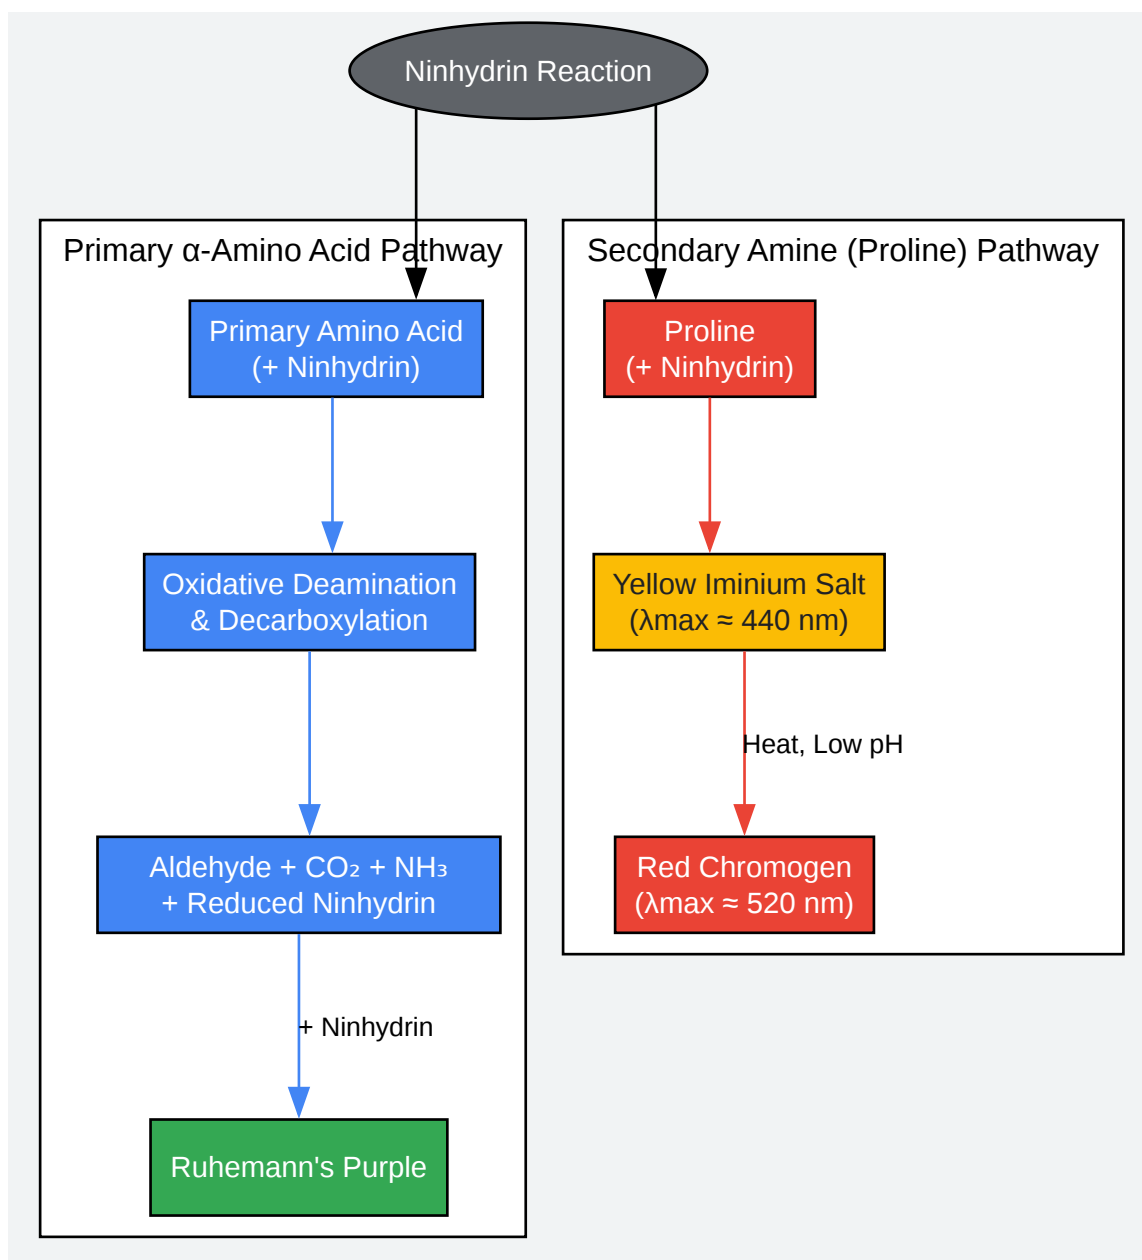 Ninhydrin Reaction
Primary α-Amino Acid Pathway
Primary Amino Acid
(+ Ninhydrin)
Oxidative Deamination
& Decarboxylation
Aldehyde + CO₂ + NH₃
+ Reduced Ninhydrin
+ Ninhydrin
Ruhemann's Purple
Secondary Amine (Proline) Pathway
Proline
(+ Ninhydrin)
Yellow Iminium Salt
(λmax ≈ 440 nm)
Heat, Low pH
Red Chromogen
(λmax ≈ 520 nm)